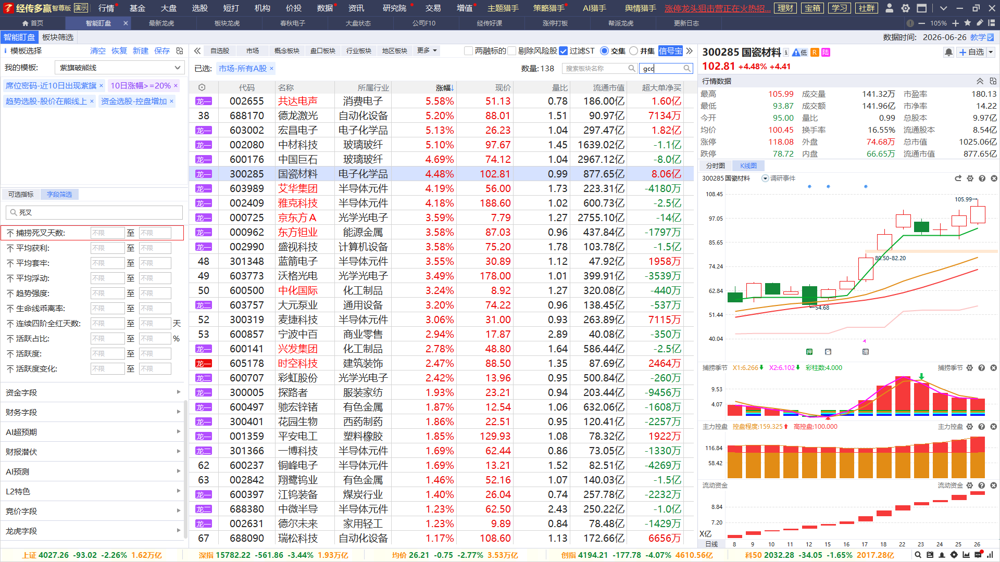 经传多赢 智尊版 演示 行情 基金 大盘 选股 短打 机构 价投 数据 资讯 研究院 交易 增值 主题猎手 策略猎手 AI猎手 舆情猎手 涨停龙头狙击营正在火热招... 理财 宝箱 学习 社群
首页 智能盯盘 × 最新龙虎 板块龙虎 春秋电子 大盘状态 公司F10 经传好课 涨停打板 帮派龙虎 更新日志 105%
智能盯盘 板块筛选 数据时间: 2026-06-26 教学
模板选择 清空 恢复 新建 保存
我的模板: 紫旗破熊线
席位密码-近10日出现紫旗 × 10日涨幅>=20% ×
趋势选股-股价在熊线上 × 资金选股-控盘增加 ×
可选指标 字段筛选
死叉
捕捞死叉天数: 不限 至 不限
平均获利: 不限 至 不限
平均套牢: 不限 至 不限
平均浮动: 不限 至 不限
趋势强度: 不限 至 不限
生命线乖离率: 不限 至 不限
连续四阶全红天数: 不限 至 不限 天
活跃占比: 不限 至 不限 %
活跃度: 不限 至 不限
活跃度变化: 不限 至 不限
资金字段
财务字段
AI超预期
财报潜伏
AI预测
L2特色
竞价字段
龙虎字段
自选股 市场 概念板块 盘口板块 行业板块 地区板块 更多 两融标的 剔除风险股 过滤ST 交集 并集 信号宝
已选: 市场-所有A股 × 数量: 138 搜索板块名称 gcc
代码 名称 所属行业 涨幅↓ 现价 量比 流通市值 超大单净买
龙一 002655 共达电声 消费电子 5.58% 51.13 0.78 186.00亿 1.60亿
38 688170 德龙激光 自动化设备 5.20% 88.01 1.51 90.97亿 7134万
龙一 603002 宏昌电子 电子化学品 5.13% 26.23 1.04 297.47亿 1.82亿
龙一 002080 中材科技 玻璃玻纤 5.10% 97.67 1.45 1639.02亿 -1.1亿
龙一 600176 中国巨石 玻璃玻纤 4.69% 74.12 1.04 2967.12亿 -8.0亿
龙一 300285 国瓷材料 电子化学品 4.48% 102.81 0.99 877.65亿 8.06亿
龙一 603989 艾华集团 半导体元件 4.19% 56.00 1.73 223.31亿 -4180万
龙一 002409 雅克科技 半导体元件 4.18% 188.60 1.02 600.73亿 -2.5亿
龙一 000725 京东方A 光学光电子 3.59% 7.79 1.27 2755.10亿 -14亿
龙一 000962 东方钽业 能源金属 3.58% 87.03 0.96 437.84亿 -1797万
龙一 002990 盛视科技 计算机设备 3.58% 75.20 1.78 103.78亿 -1.5亿
48 301348 蓝箭电子 半导体元件 3.55% 30.89 1.12 47.92亿 1958万
49 603773 沃格光电 光学光电子 3.49% 178.00 1.01 399.91亿 -3539万
50 600500 中化国际 化工制品 3.24% 8.92 1.27 320.08亿 -440万
龙二 603757 大元泵业 通用设备 3.20% 74.22 0.96 138.45亿 -537万
52 300319 麦捷科技 半导体元件 3.06% 31.00 0.93 263.89亿 7115万
53 600857 宁波中百 商业零售 2.94% 17.87 2.89 40.08亿 -350万
龙一 600141 兴发集团 化工制品 2.78% 48.80 1.64 586.44亿 -2.5亿
龙一 605178 时空科技 建筑装饰 2.47% 88.50 1.35 87.69亿 2464万
龙二 600707 彩虹股份 光学光电子 2.42% 13.96 0.95 500.84亿 -260万
龙一 300005 探路者 服装家纺 1.93% 23.21 0.94 203.44亿 -9456万
龙一 600497 驰宏锌锗 有色金属 1.87% 12.54 1.06 632.06亿 -1608万
龙一 300401 花园生物 西药制药 1.86% 22.51 0.95 120.41亿 -2257万
龙一 001359 平安电工 塑料橡胶 1.85% 129.93 1.08 78.32亿 1922万
龙二 301366 一博科技 半导体元件 1.69% 62.44 0.86 73.05亿 -1330万
62 600237 铜峰电子 半导体元件 1.69% 13.21 1.52 82.51亿 -4269万
63 002842 翔鹭钨业 有色金属 1.46% 52.16 1.07 140.03亿 -1.5亿
龙一 600397 江钨装备 煤炭行业 1.40% 26.04 0.74 257.78亿 -2232万
龙二 688380 中微半导 半导体元件 1.23% 62.50 2.43 250.22亿 -1.0亿
龙一 002631 德尔未来 家用轻工 1.23% 9.89 0.84 78.48亿 -1429万
67 688090 瑞松科技 自动化设备 1.17% 108.60 1.13 172.66亿 6656万
300285 国瓷材料 低 R 陆 自选
102.81 +4.48% +4.41
行情数据
最高 105.99 成交量 141.32万 市盈率 180.13
最低 93.87 成交额 141.96亿 市净率 14.22
今开 95.00 量比 0.99 总股本 9.97亿
均价 100.45 换手率 16.55% 流通股本 8.54亿
涨停 118.08 外盘 74.68万 总市值 1025.06亿
跌停 78.72 内盘 66.65万 流通市值 877.65亿
分时图 K线图
300285 国瓷材料 调研事件
108.45
105.99→
97.05
85.65
80.50-82.20
74.24
62.84
←54.68
51.44
40.04
押
捕捞季节 X1:6.266 X2:6.102 彩柱数:4.000 捕捞季节
9.53
4.07
主力控盘 控盘程度:159.325 高控盘:100.000 主力控盘
116.84
58.42
流动资金 流动资金
8.84
7.20
X亿
日线 8 9 10 11 12 15 16 17 18 22 23 24 25 26
上证 4027.26 -93.02 -2.26% 1.62万亿 深指 15782.22 -561.86 -3.44% 1.93万亿 均价 26.21 -0.75 -2.77% 3.53万亿 创指 4194.21 -177.78 -4.07% 4610.56亿 科50 2032.28 -34.05 -1.65% 2017.28亿